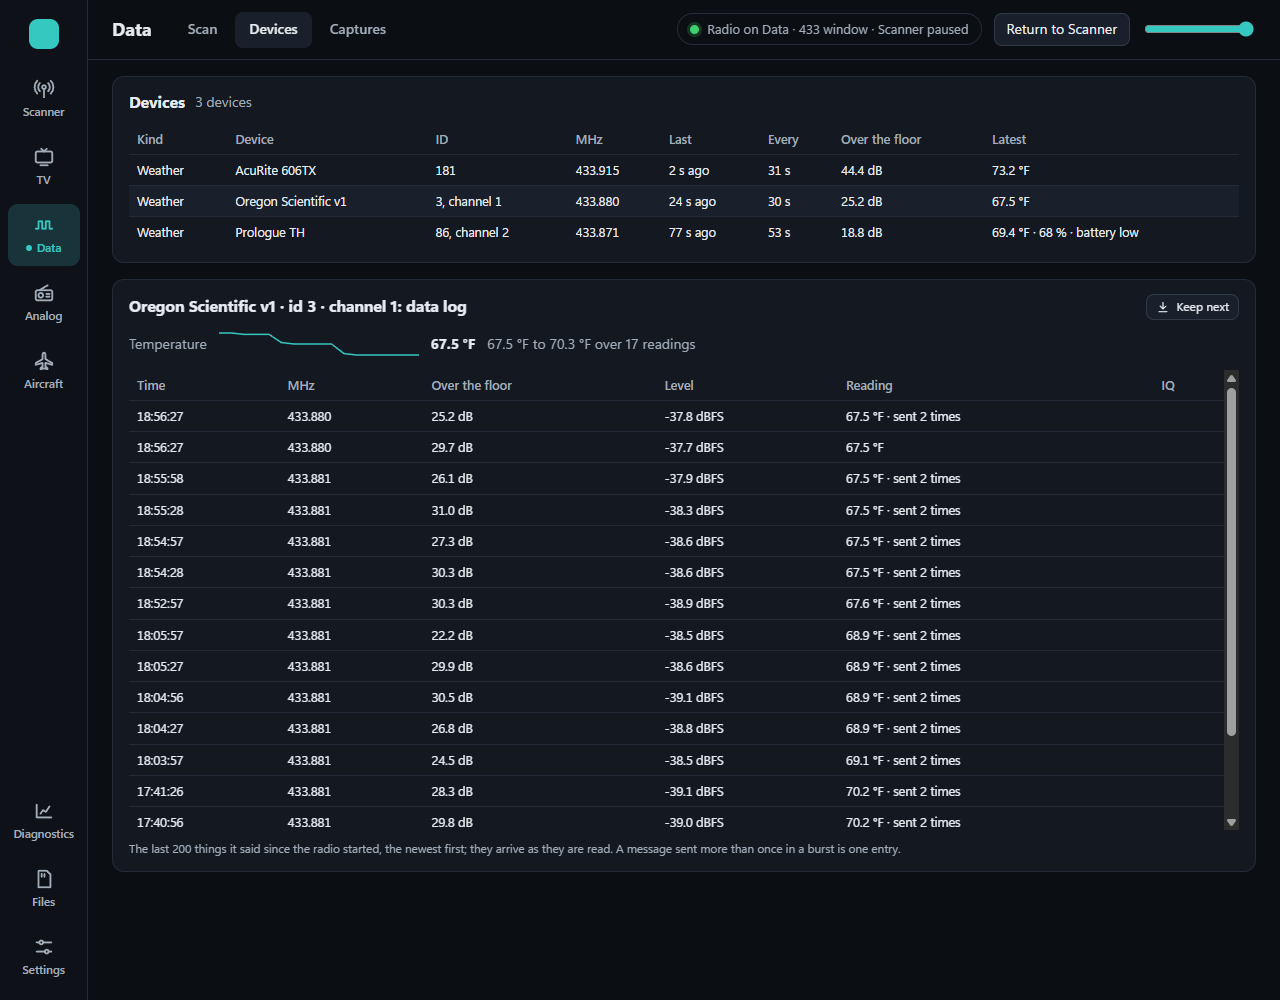 Data Scan Devices Captures Radio on Data · 433 window · Scanner paused Return to Scanner
Scanner
TV
Data
Analog
Aircraft
Diagnostics
Files
Settings
Devices 3 devices
Kind Device ID MHz Last Every Over the floor Latest
Weather AcuRite 606TX 181 433.915 2 s ago 31 s 44.4 dB 73.2 °F
Weather Oregon Scientific v1 3, channel 1 433.880 24 s ago 30 s 25.2 dB 67.5 °F
Weather Prologue TH 86, channel 2 433.871 77 s ago 53 s 18.8 dB 69.4 °F · 68 % · battery low
Oregon Scientific v1 · id 3 · channel 1: data log Keep next
Temperature 67.5 °F 67.5 °F to 70.3 °F over 17 readings
Time MHz Over the floor Level Reading IQ
18:56:27 433.880 25.2 dB -37.8 dBFS 67.5 °F · sent 2 times
18:56:27 433.880 29.7 dB -37.7 dBFS 67.5 °F
18:55:58 433.881 26.1 dB -37.9 dBFS 67.5 °F · sent 2 times
18:55:28 433.881 31.0 dB -38.3 dBFS 67.5 °F · sent 2 times
18:54:57 433.881 27.3 dB -38.6 dBFS 67.5 °F · sent 2 times
18:54:28 433.881 30.3 dB -38.6 dBFS 67.5 °F · sent 2 times
18:52:57 433.881 30.3 dB -38.9 dBFS 67.6 °F · sent 2 times
18:05:57 433.881 22.2 dB -38.5 dBFS 68.9 °F · sent 2 times
18:05:27 433.881 29.9 dB -38.6 dBFS 68.9 °F · sent 2 times
18:04:56 433.881 30.5 dB -39.1 dBFS 68.9 °F · sent 2 times
18:04:27 433.881 26.8 dB -38.8 dBFS 68.9 °F · sent 2 times
18:03:57 433.881 24.5 dB -38.5 dBFS 69.1 °F · sent 2 times
17:41:26 433.881 28.3 dB -39.1 dBFS 70.2 °F · sent 2 times
17:40:56 433.881 29.8 dB -39.0 dBFS 70.2 °F · sent 2 times
The last 200 things it said since the radio started, the newest first; they arrive as they are read. A message sent more than once in a burst is one entry.